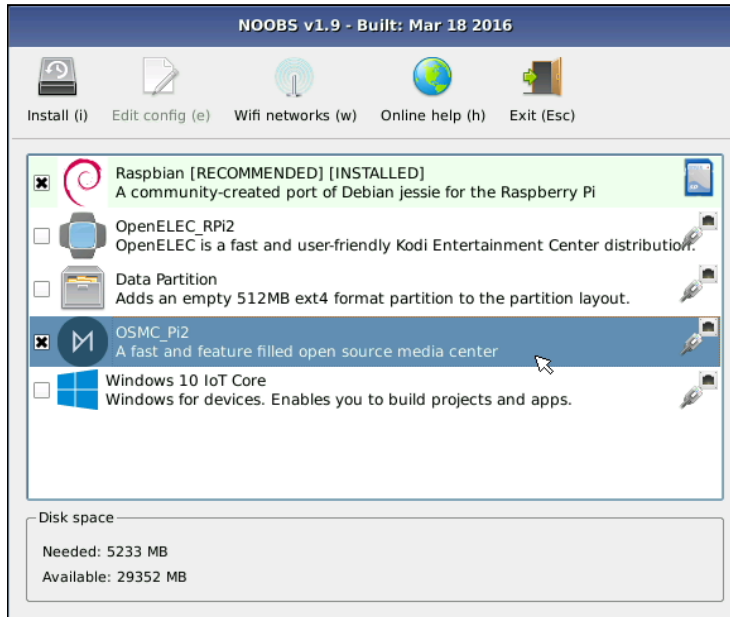 NOOBS v1.9 - Built: Mar 18 2016
Install (i) Edit config (e) Wifi networks (w) Online help (h) Exit (Esc)
Raspbian [RECOMMENDED] [INSTALLED]
A community-created port of Debian jessie for the Raspberry Pi
OpenELEC_RPi2
OpenELEC is a fast and user-friendly Kodi Entertainment Center distribution.
Data Partition
Adds an empty 512MB ext4 format partition to the partition layout.
OSMC_Pi2
A fast and feature filled open source media center
Windows 10 IoT Core
Windows for devices. Enables you to build projects and apps.
Disk space
Needed: 5233 MB
Available: 29352 MB